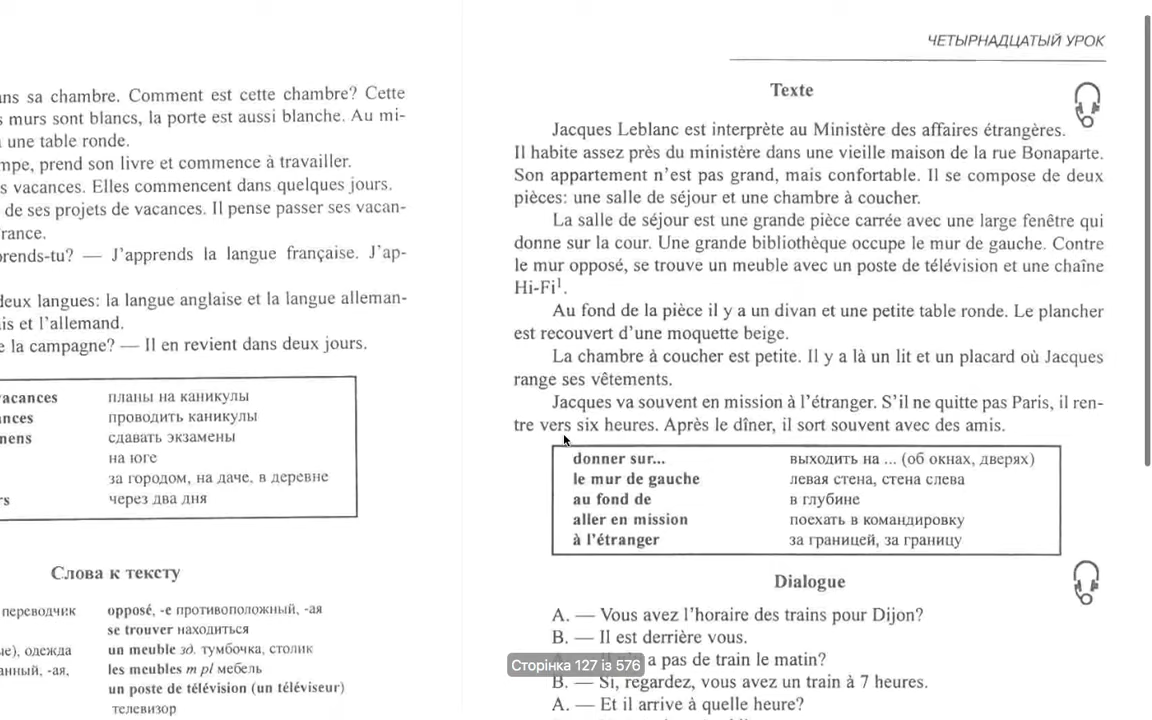 ns sa chambre. Comment est cette chambre? Cette
murs sont blancs, la porte est aussi blanche. Au mi-
une table ronde.
mpe, prend son livre et commence à travailler.
s vacances. Elles commencent dans quelques jours.
de ses projets de vacances. Il pense passer ses vacan-
rance.
rends-tu? — J'apprends la langue française. J'ap-
deux langues: la langue anglaise et la langue alleman-
is et l'allemand.
e la campagne? — Il en revient dans deux jours.
acances планы на каникулы
nces проводить каникулы
nens сдавать экзамены
на юге
за городом, на даче, в деревне
s через два дня
Слова к тексту
переводчик opposé, -e противоположный, -ая
se trouver находиться
ие), одежда un meuble зд. тумбочка, столик
анный, -ая, les meubles m pl мебель
un poste de télévision (un téléviseur)
телевизор
ЧЕТЫРНАДЦАТЫЙ УРОК
Texte
Jacques Leblanc est interprète au Ministère des affaires étrangères.
Il habite assez près du ministère dans une vieille maison de la rue Bonaparte.
Son appartement n'est pas grand, mais confortable. Il se compose de deux
pièces: une salle de séjour et une chambre à coucher.
La salle de séjour est une grande pièce carrée avec une large fenêtre qui
donne sur la cour. Une grande bibliothèque occupe le mur de gauche. Contre
le mur opposé, se trouve un meuble avec un poste de télévision et une chaîne
Hi-Fi¹.
Au fond de la pièce il y a un divan et une petite table ronde. Le plancher
est recouvert d'une moquette beige.
La chambre à coucher est petite. Il y a là un lit et un placard où Jacques
range ses vêtements.
Jacques va souvent en mission à l'étranger. S'il ne quitte pas Paris, il ren-
tre vers six heures. Après le dîner, il sort souvent avec des amis.
donner sur... выходить на ... (об окнах, дверях)
le mur de gauche левая стена, стена слева
au fond de в глубине
aller en mission поехать в командировку
à l'étranger за границей, за границу
Dialogue
A. — Vous avez l'horaire des trains pour Dijon?
B. — Il est derrière vous.
a pas de train le matin?
Сторінка 127 із 576
B. — Si, regardez, vous avez un train à 7 heures.
A. — Et il arrive à quelle heure?